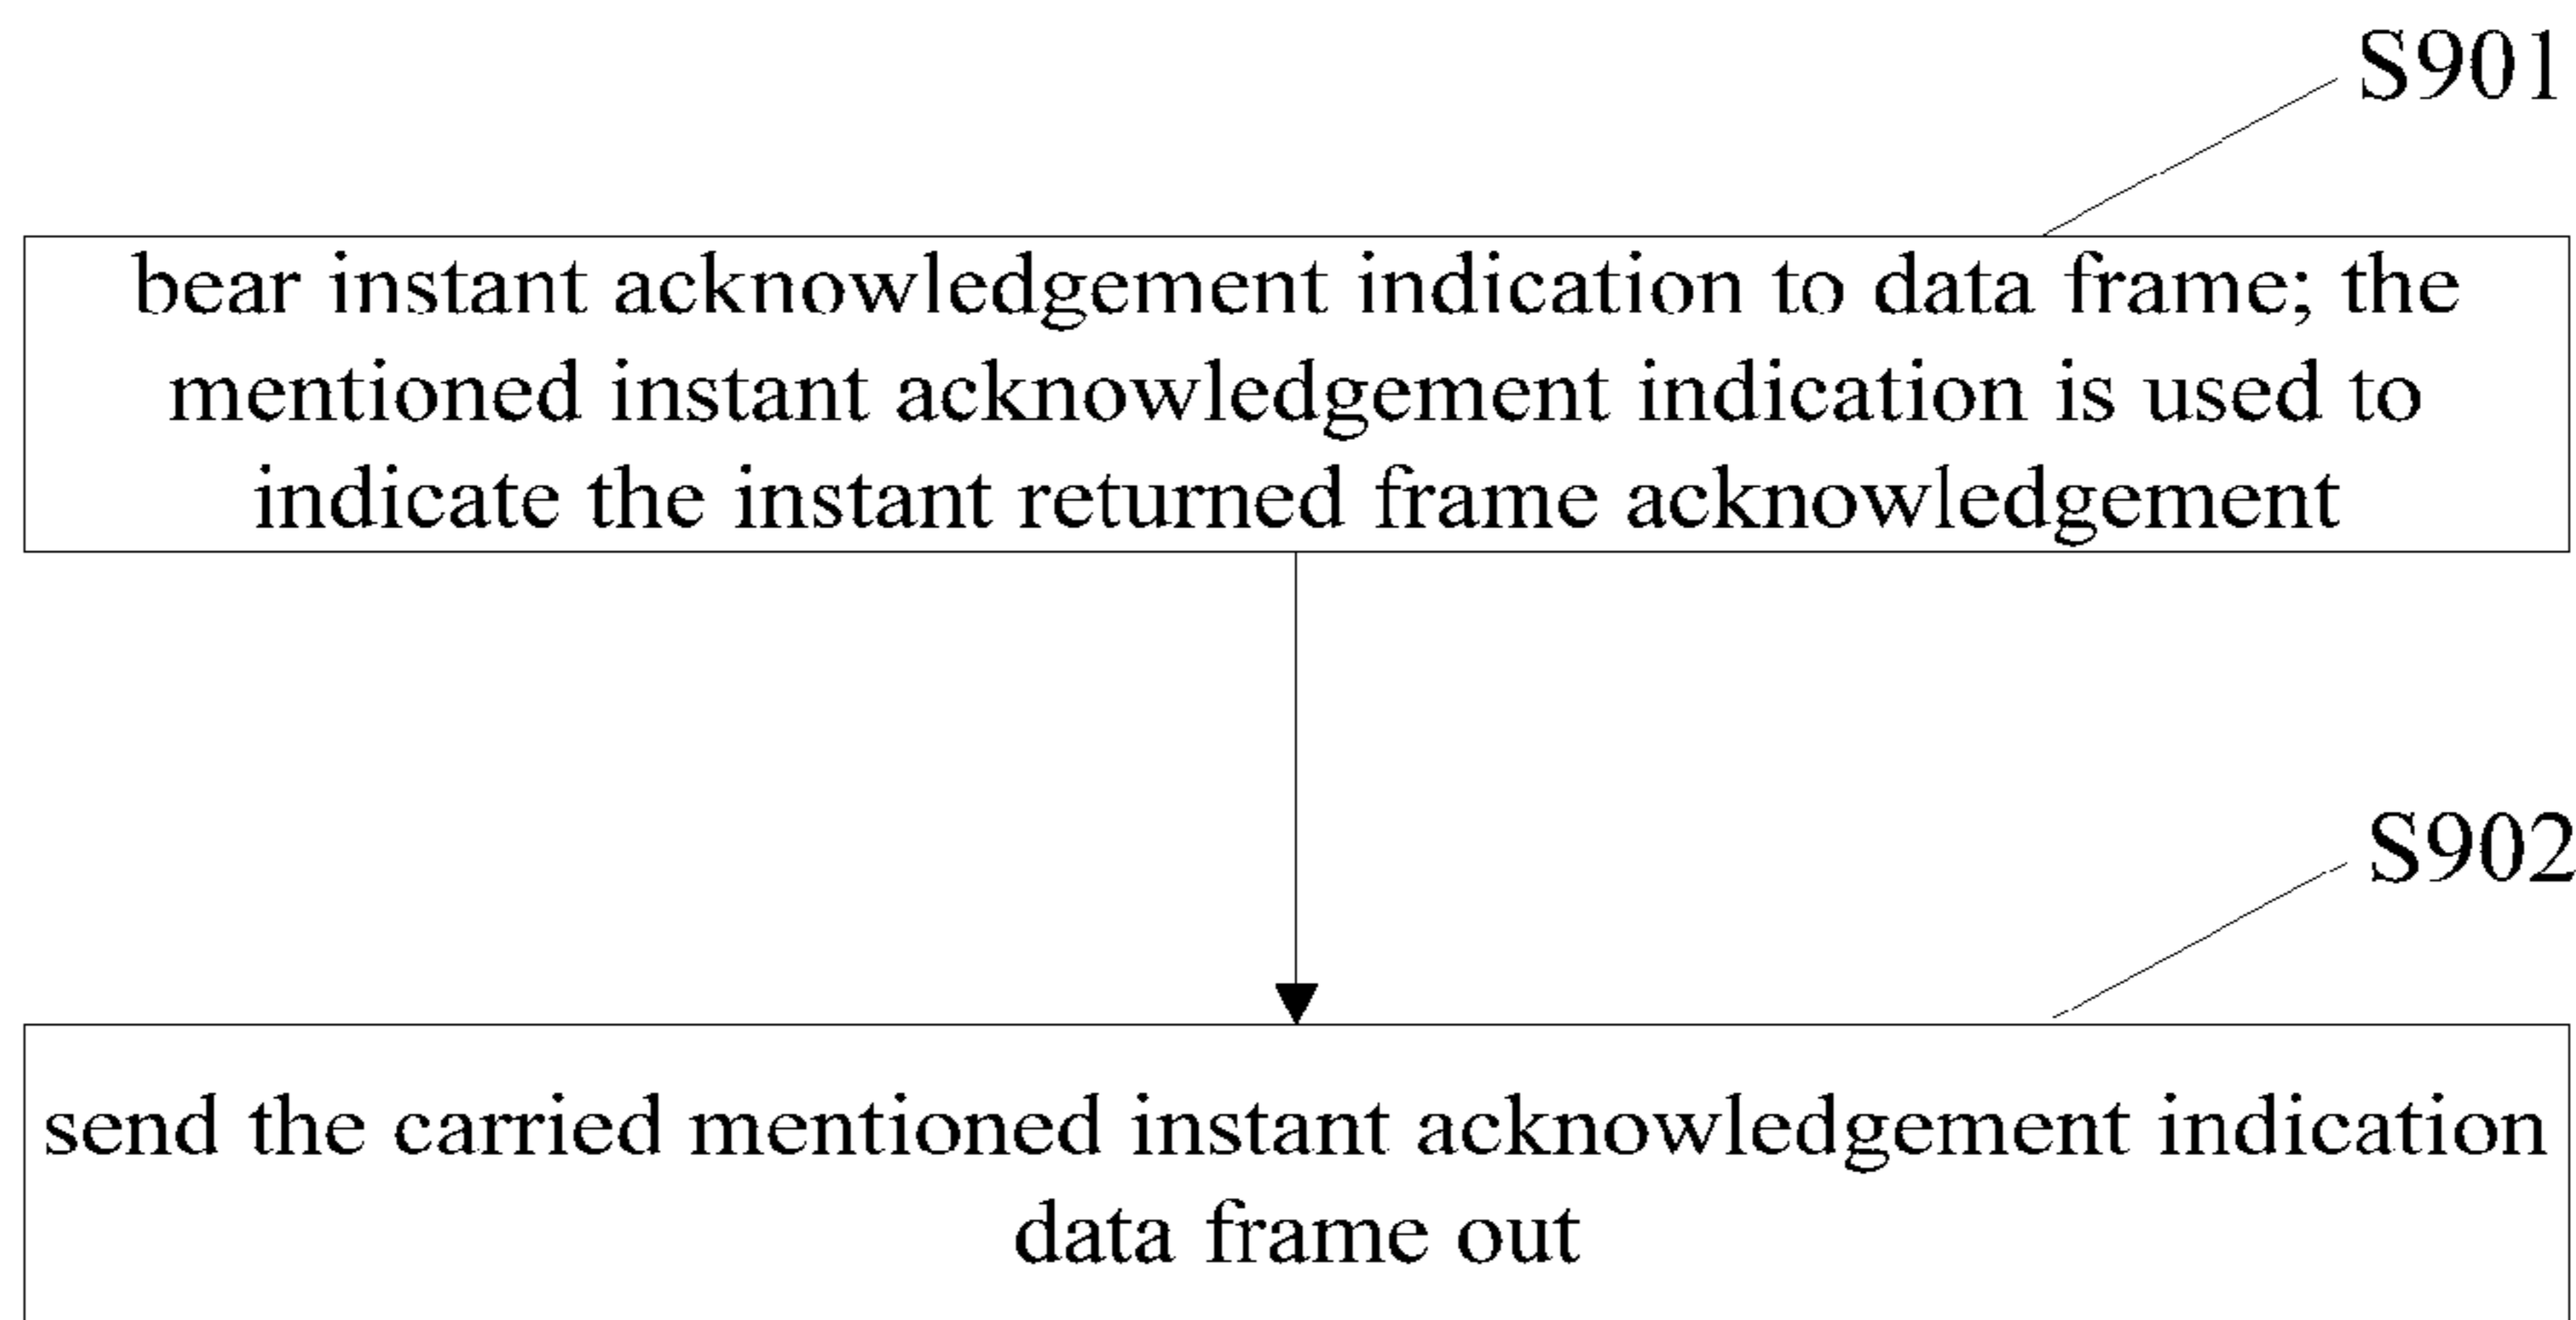 S901
bear instant acknowledgement indication to data frame; the
mentioned instant acknowledgement indication is used to
indicate the instant returned frame acknowledgement
S902
send the carried mentioned instant acknowledgement indication
data frame out